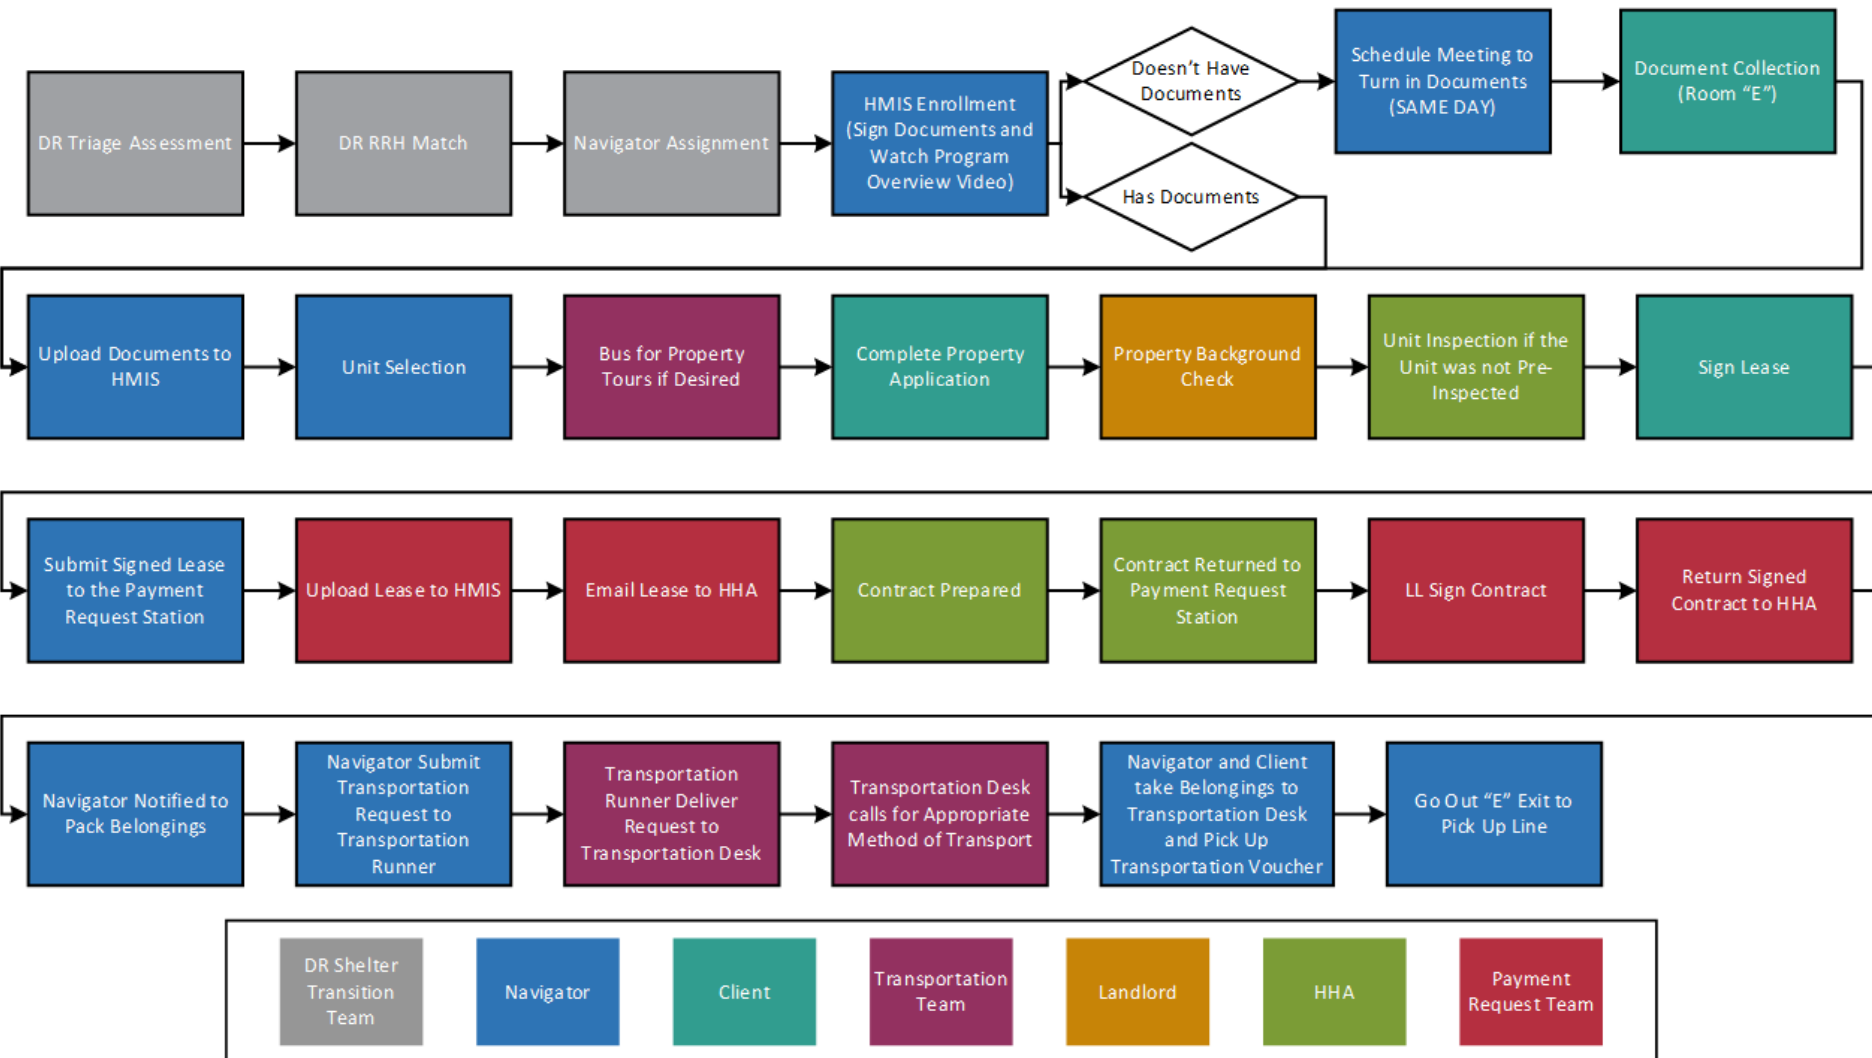 DR Triage Assessment
DR RRH Match
Navigator Assignment
HMIS Enrollment
(Sign Documents and
Watch Program
Overview Video)
Doesn't Have
Documents
Has Documents
Schedule Meeting to
Turn in Documents
(SAME DAY)
Document Collection
(Room “E”)
Upload Documents to
HMIS
Unit Selection
Bus for Property
Tours if Desired
Complete Property
Application
Property Background
Check
Unit Inspection if the
Unit was not Pre-
Inspected
Sign Lease
Submit Signed Lease
to the Payment
Request Station
Upload Lease to HMIS
Email Lease to HHA
Contract Prepared
Contract Returned to
Payment Request
Station
LL Sign Contract
Return Signed
Contract to HHA
Navigator Notified to
Pack Belongings
Navigator Submit
Transportation
Request to
Transportation
Runner
Transportation
Runner Deliver
Request to
Transportation Desk
Transportation Desk
calls for Appropriate
Method of Transport
Navigator and Client
take Belongings to
Transportation Desk
and Pick Up
Transportation Voucher
Go Out “E” Exit to
Pick Up Line
DR Shelter
Transition
Team
Navigator
Client
Transportation
Team
Landlord
HHA
Payment
Request Team